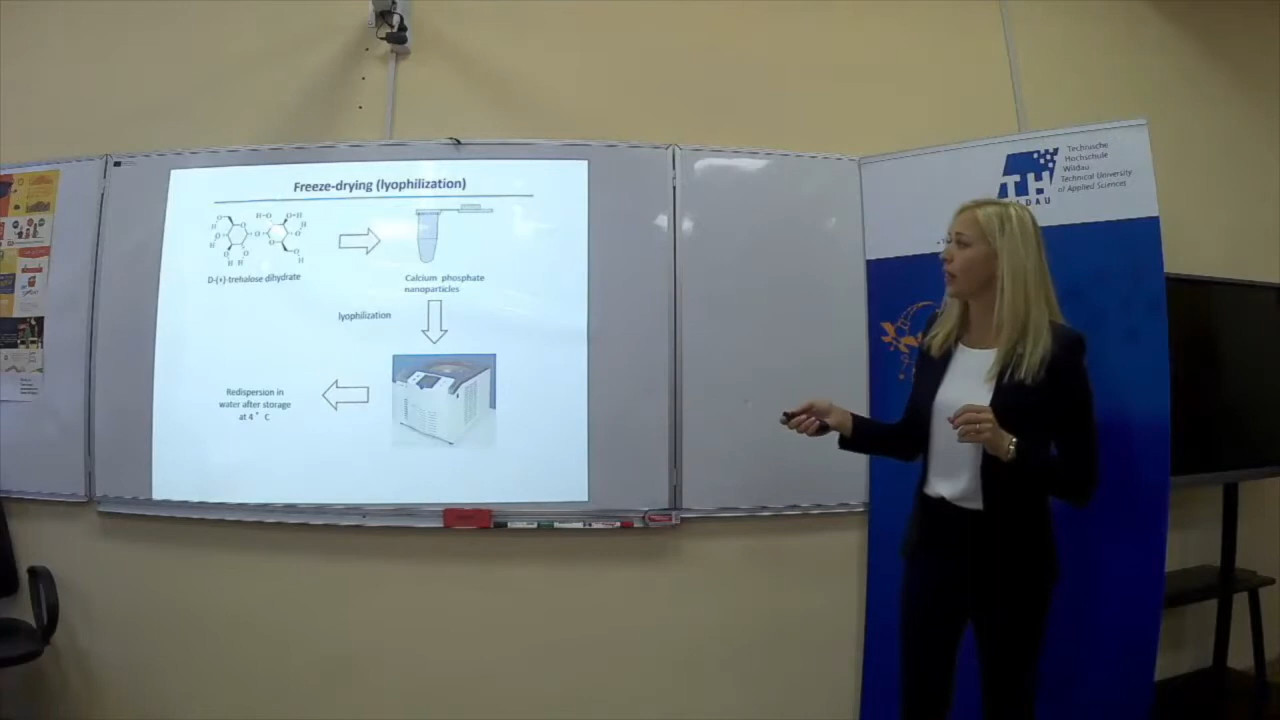 Freeze-drying (lyophilization)
D-(+)-trehalose dihydrate
Calcium phosphate
nanoparticles
lyophilization
Redispersion in
water after storage
at 4° C
Technische
Hochschule
Wildau
Technical University
of Applied Sciences
TH